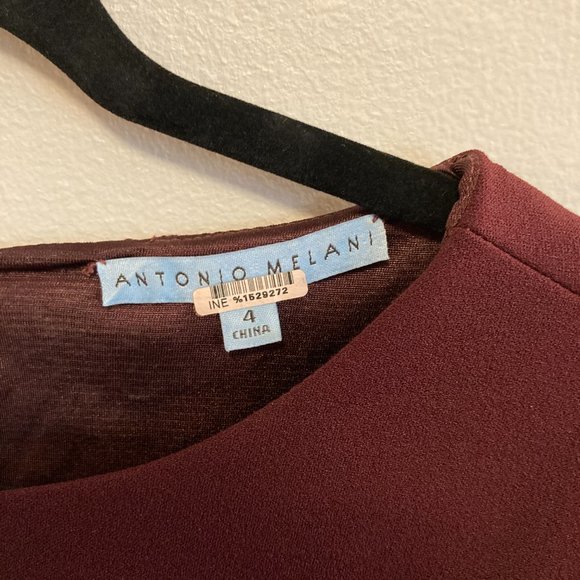 ANTONIO MELANI
INE %1529272
4
CHINA